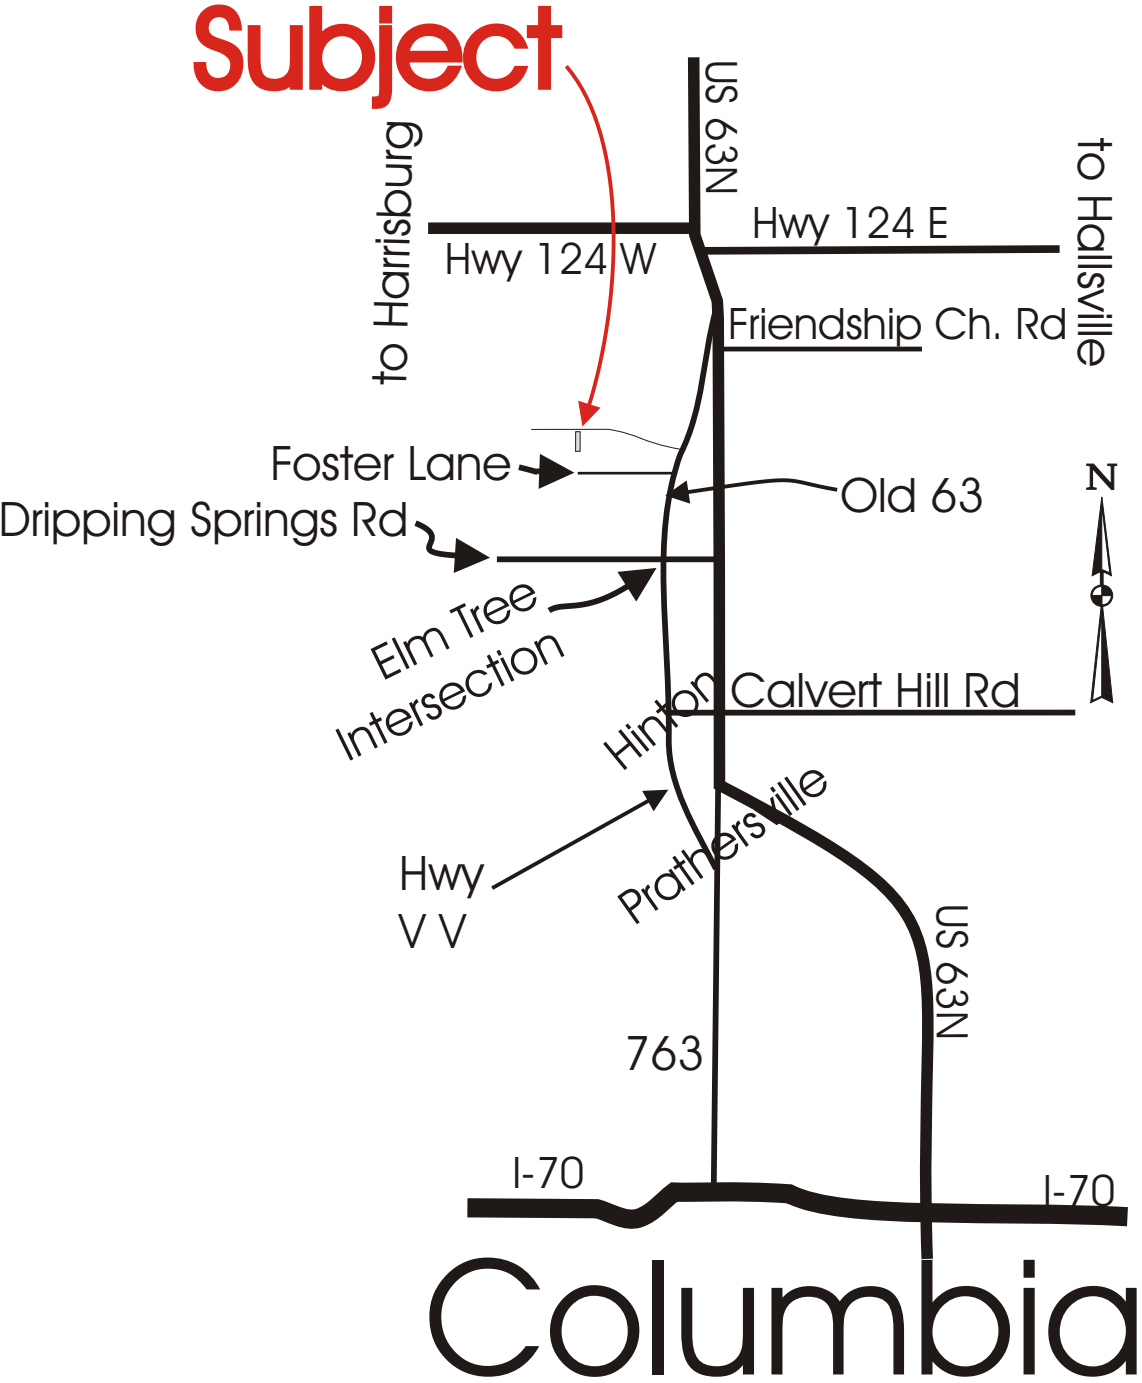 Subject
US 63N
to Harrisburg
to Hallsville
Hwy 124 E
Hwy 124 W
Friendship Ch. Rd
Foster Lane
Old 63
N
Dripping Springs Rd
Elm Tree
Intersection
Hinton
Calvert Hill Rd
Prathersville
Hwy
V V
US 63N
763
I-70
I-70
Columbia